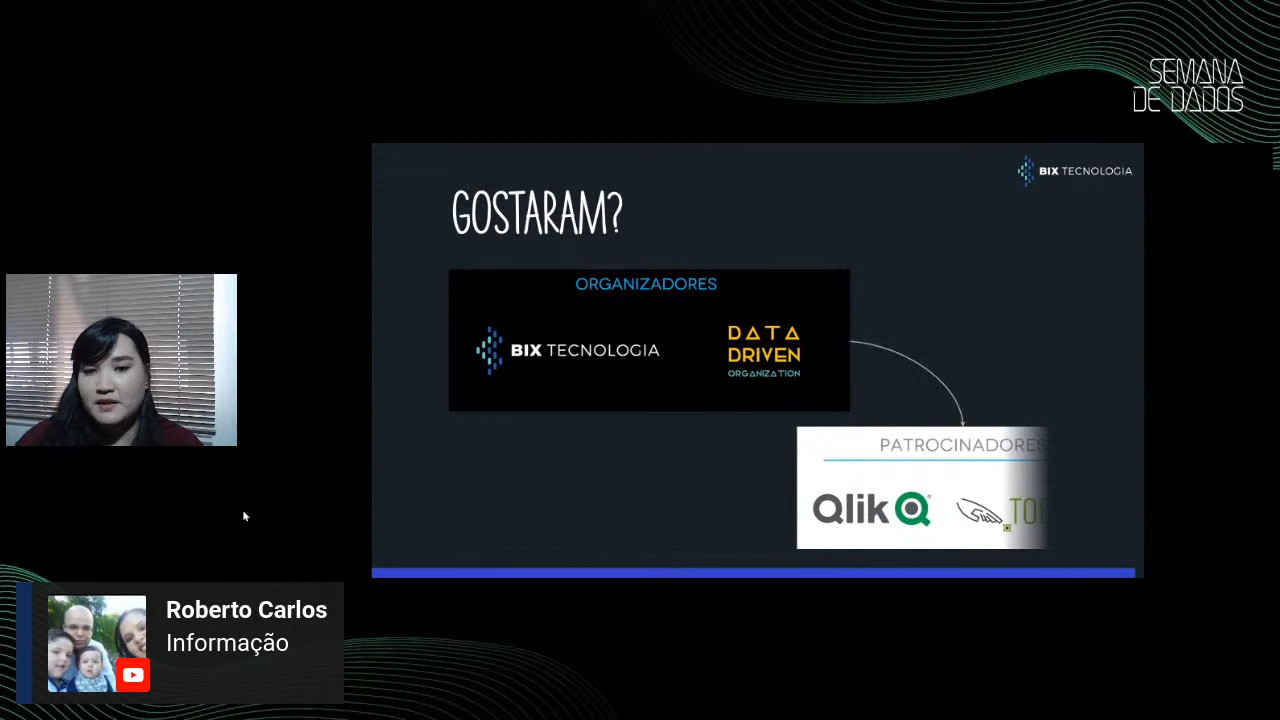 SEMANA
DE DADOS
BIX TECNOLOGIA
GOSTARAM?
ORGANIZADORES
BIX TECNOLOGIA
DATA
DRIVEN
ORGANIZATION
PATROCINADORES
Qlik
Roberto Carlos
Informação